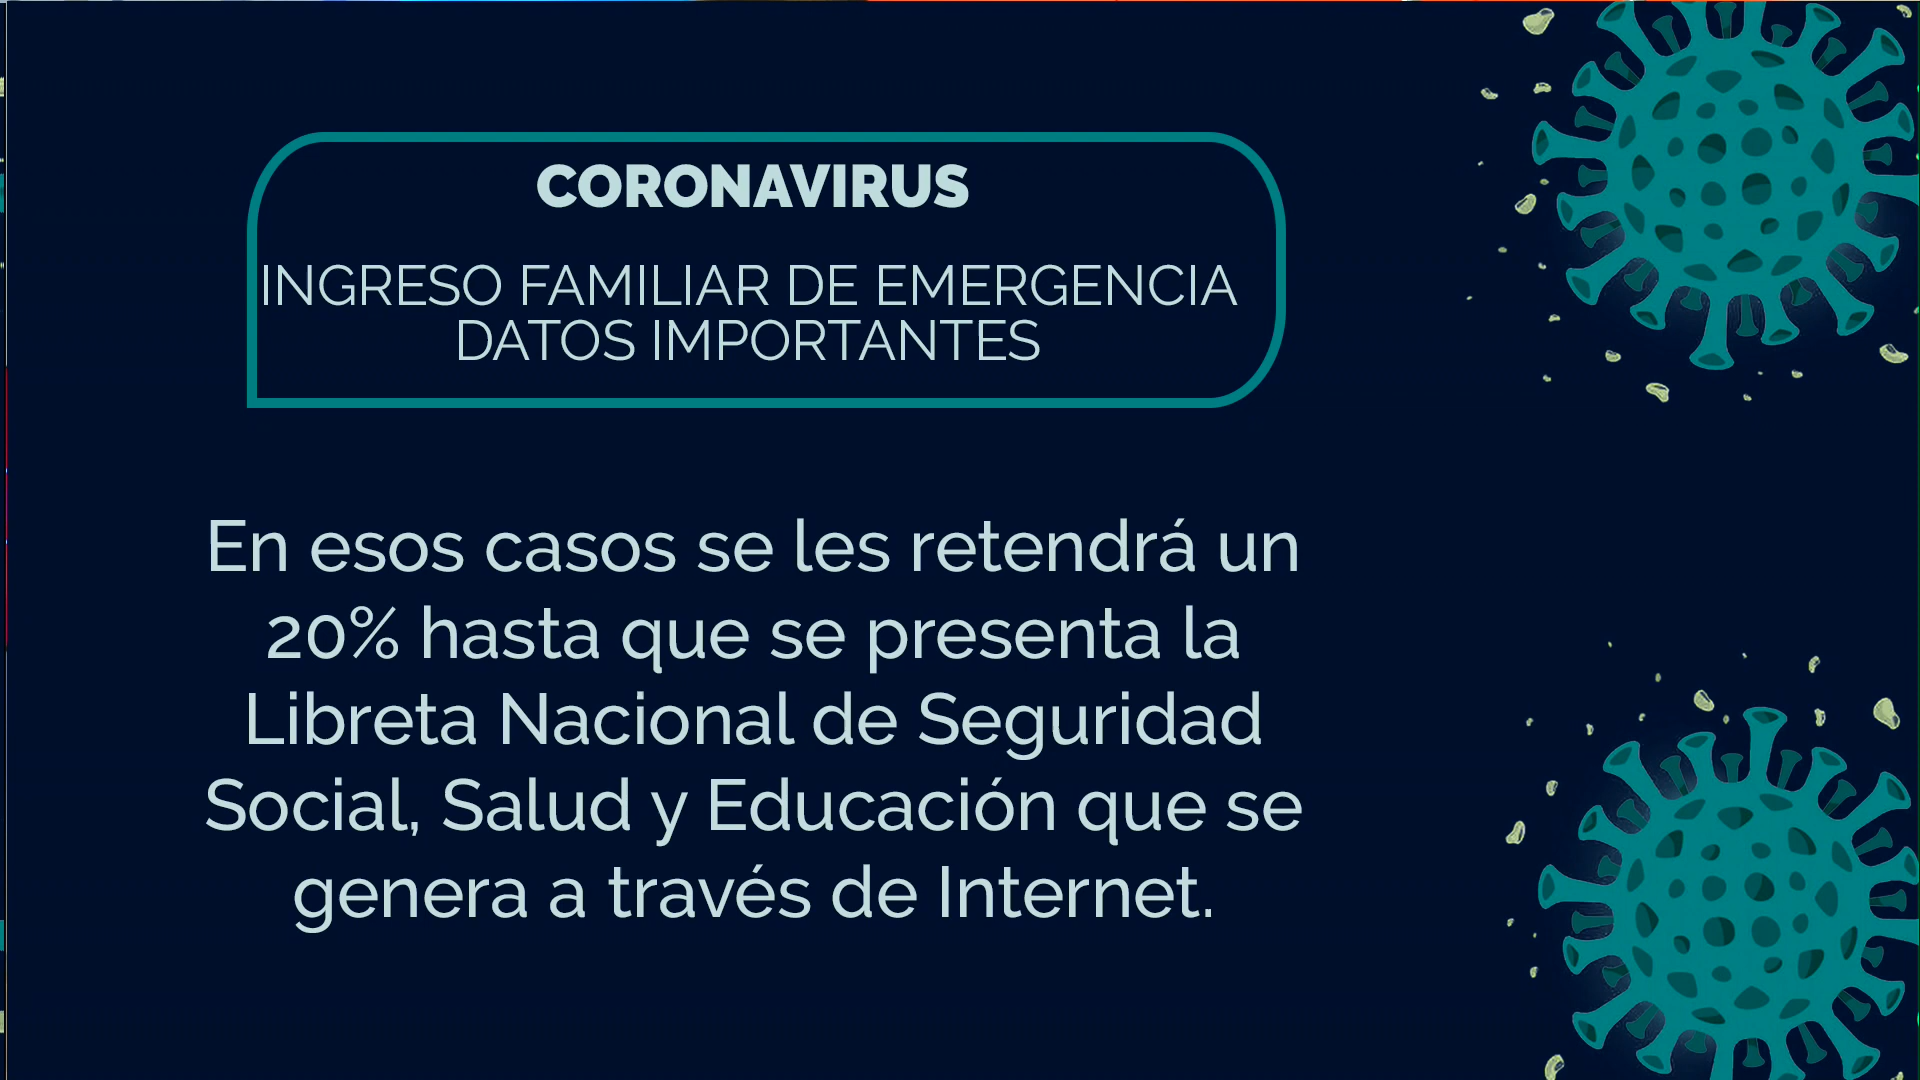 CORONAVIRUS
INGRESO FAMILIAR DE EMERGENCIA
DATOS IMPORTANTES
En esos casos se les retendrá un
20% hasta que se presenta la
Libreta Nacional de Seguridad
Social, Salud y Educación que se
genera a través de Internet.